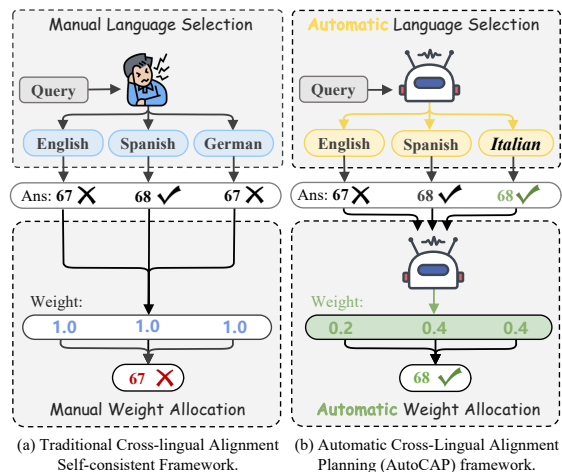 Manual Language Selection
Query
English Spanish German
Ans: 67 68 67
Weight:
1.0 1.0 1.0
67
Manual Weight Allocation
(a) Traditional Cross-lingual Alignment
Self-consistent Framework.
Automatic Language Selection
Query
English Spanish Italian
Ans: 67 68 68
Weight:
0.2 0.4 0.4
68
Automatic Weight Allocation
(b) Automatic Cross-Lingual Alignment
Planning (AutoCAP) framework.